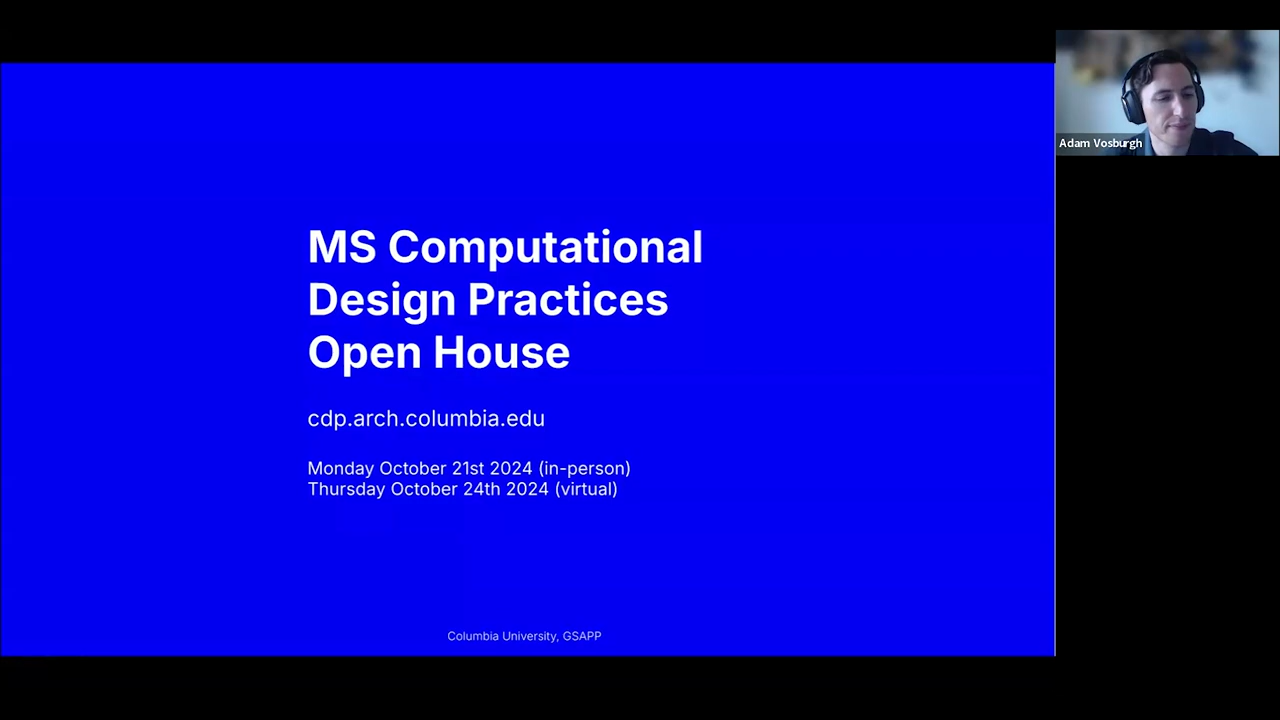 MS Computational
Design Practices
Open House
cdp.arch.columbia.edu
Monday October 21st 2024 (in-person)
Thursday October 24th 2024 (virtual)
Columbia University, GSAPP
Adam Vosburgh